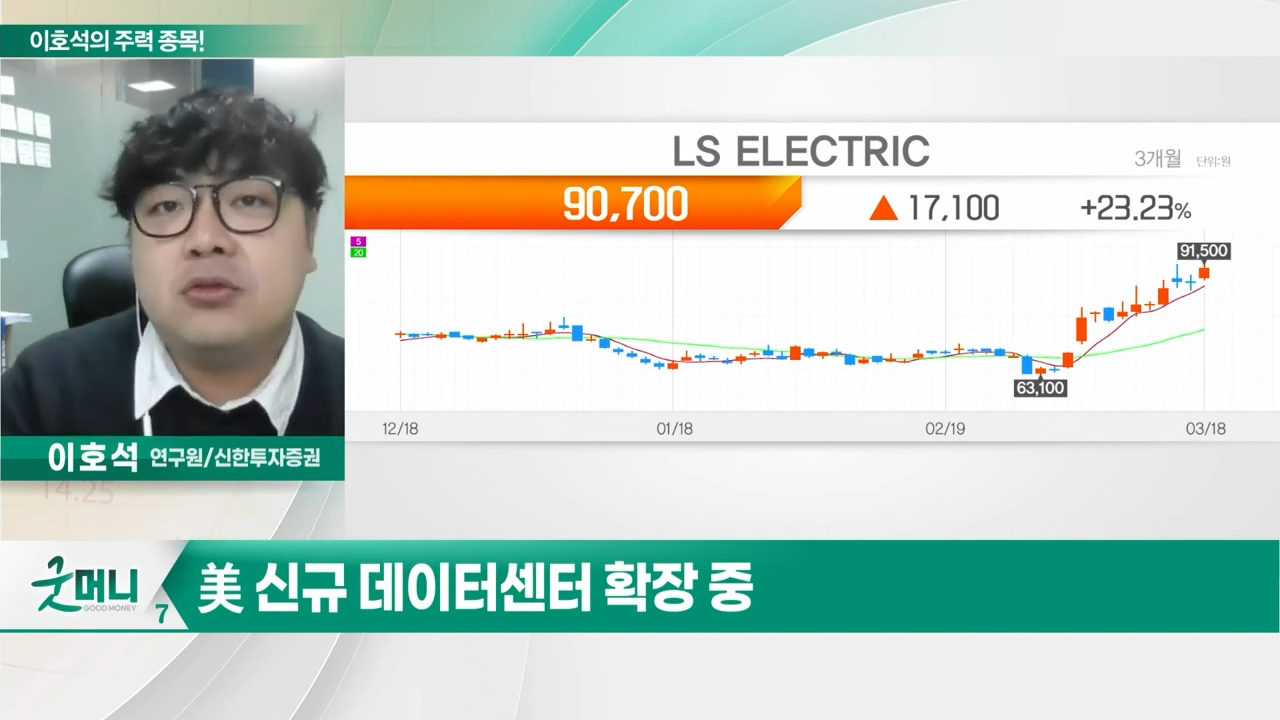 이호석의 주력 종목!
LS ELECTRIC
3개월 단위:원
90,700 ▲ 17,100 +23.23%
5
20
91,500
63,100
12/18 01/18 02/19 03/18
이호석 연구원/신한투자증권
14.25
굿머니
GOOD MONEY
7
美 신규 데이터센터 확장 중